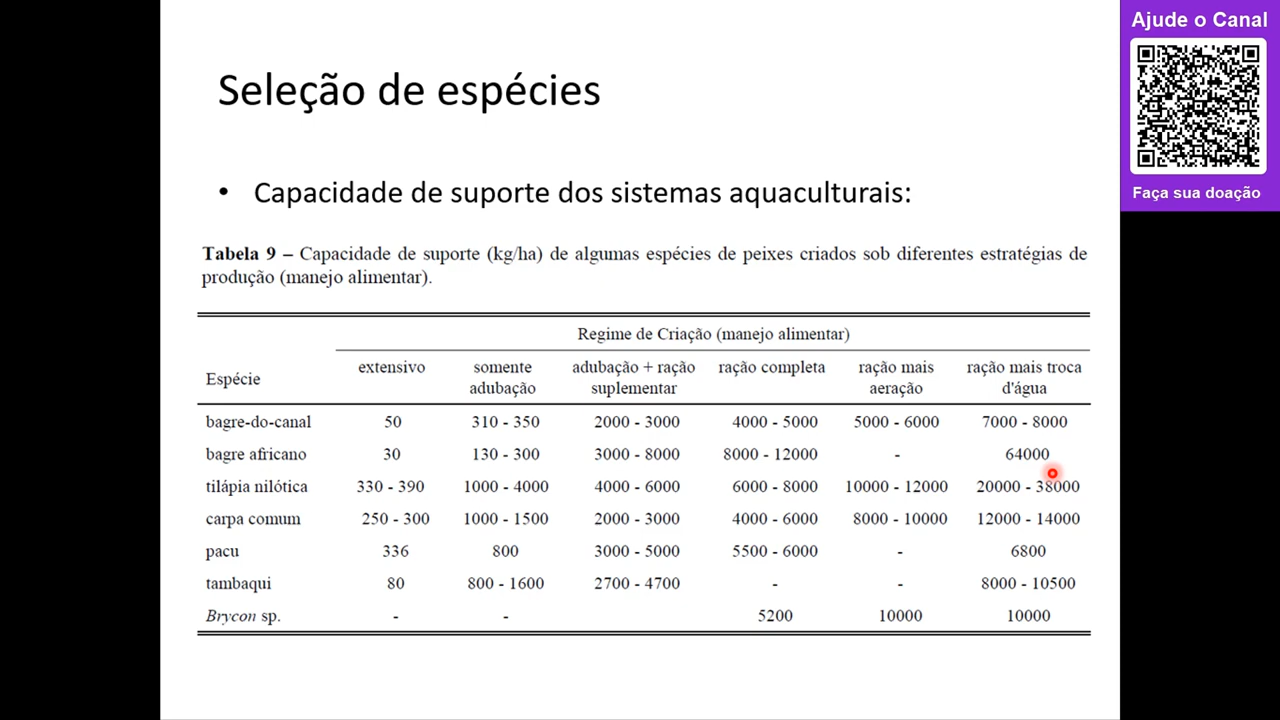 Ajude o Canal
Faça sua doação
Seleção de espécies
• Capacidade de suporte dos sistemas aquaculturais:
Tabela 9 – Capacidade de suporte (kg/ha) de algumas espécies de peixes criados sob diferentes estratégias de
produção (manejo alimentar).
Regime de Criação (manejo alimentar)
Espécie extensivo somente adubação adubação + ração suplementar ração completa ração mais aeração ração mais troca d'água
bagre-do-canal 50 310 - 350 2000 - 3000 4000 - 5000 5000 - 6000 7000 - 8000
bagre africano 30 130 - 300 3000 - 8000 8000 - 12000 - 64000
tilápia nilótica 330 - 390 1000 - 4000 4000 - 6000 6000 - 8000 10000 - 12000 20000 - 38000
carpa comum 250 - 300 1000 - 1500 2000 - 3000 4000 - 6000 8000 - 10000 12000 - 14000
pacu 336 800 3000 - 5000 5500 - 6000 - 6800
tambaqui 80 800 - 1600 2700 - 4700 - - 8000 - 10500
Brycon sp. - - 5200 10000 10000